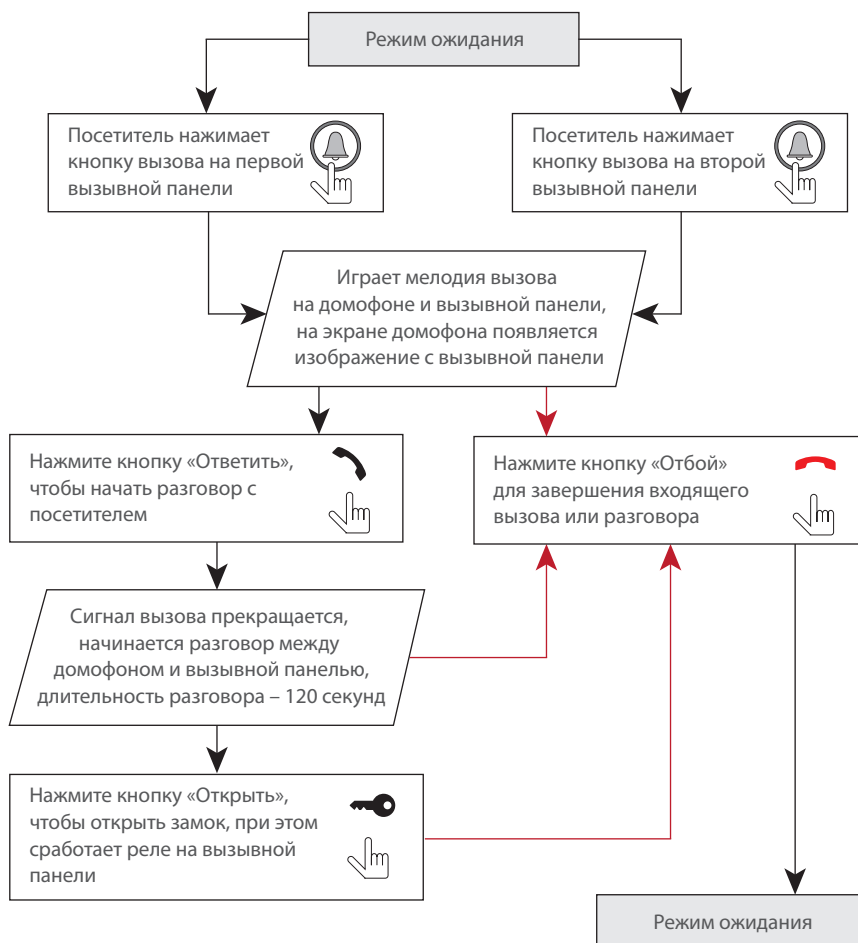 Режим ожидания
Посетитель нажимает
кнопку вызова на первой
вызывной панели
Посетитель нажимает
кнопку вызова на второй
вызывной панели
Играет мелодия вызова
на домофоне и вызывной панели,
на экране домофона появляется
изображение с вызывной панели
Нажмите кнопку «Ответить»,
чтобы начать разговор с
посетителем
Нажмите кнопку «Отбой»
для завершения входящего
вызова или разговора
Сигнал вызова прекращается,
начинается разговор между
домофоном и вызывной панелью,
длительность разговора – 120 секунд
Нажмите кнопку «Открыть»,
чтобы открыть замок, при этом
сработает реле на вызывной
панели
Режим ожидания